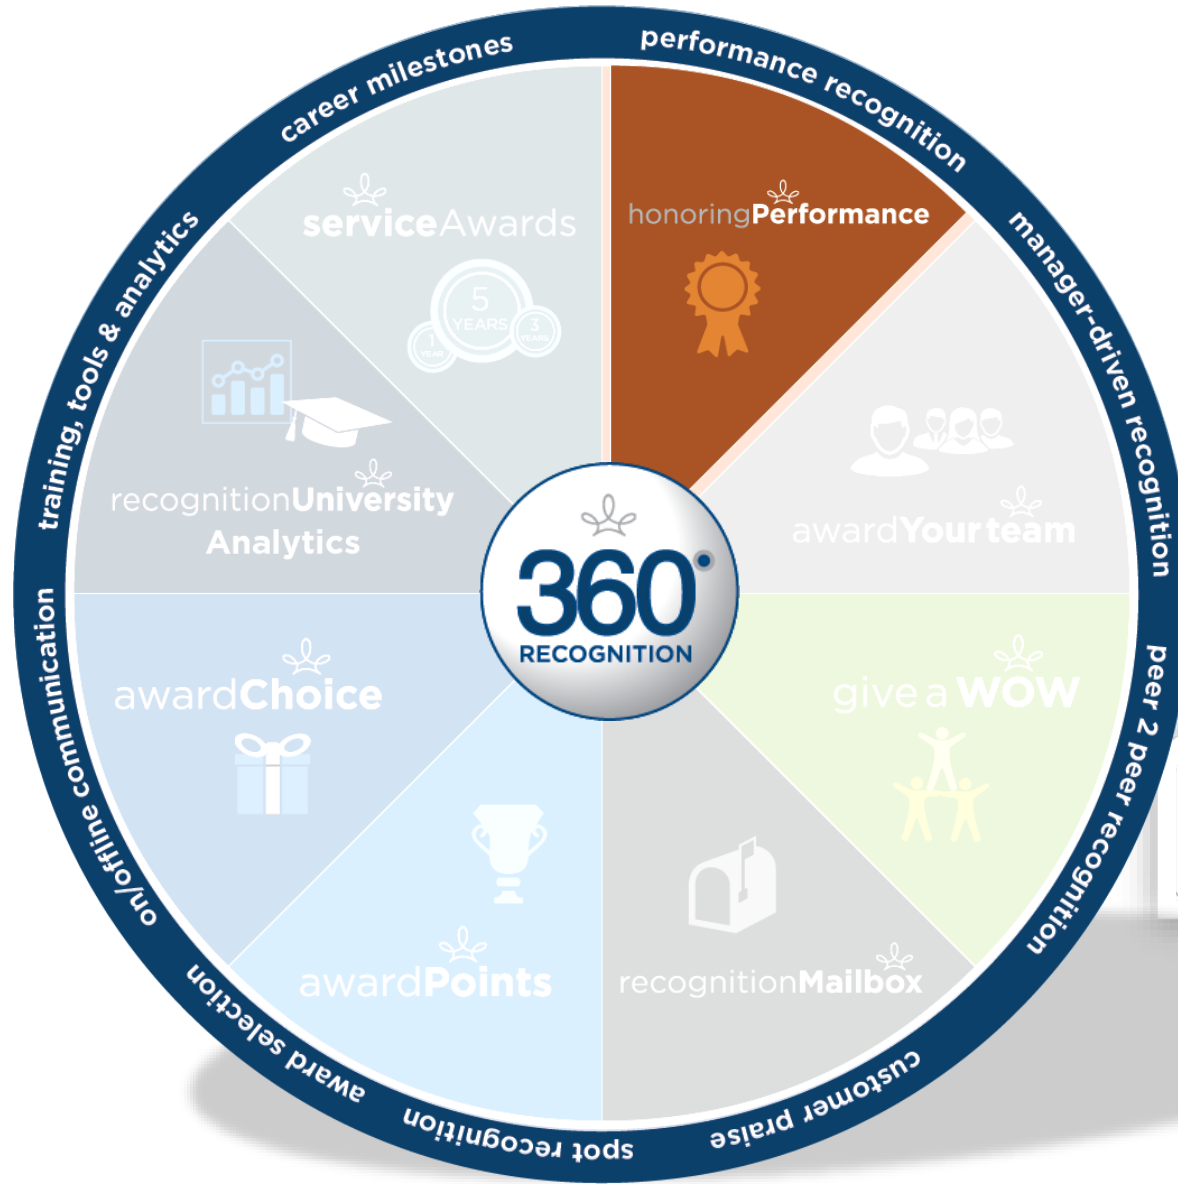 career milestones
performance recognition
manager-driven recognition
peer 2 peer recognition
customer praise
spot recognition
award selection
on/offline communication
training, tools & analytics
serviceAwards
5
YEARS
1
YEAR
3
YEARS
honoringPerformance
awardYourteam
give a WOW
recognitionMailbox
awardPoints
awardChoice
recognitionUniversity
Analytics
360°
RECOGNITION